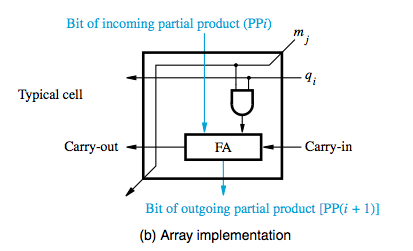 Bit of incoming partial product (PPi)
mj
qi
Typical cell
Carry-out
FA
Carry-in
Bit of outgoing partial product [PP(i + 1)]
(b) Array implementation